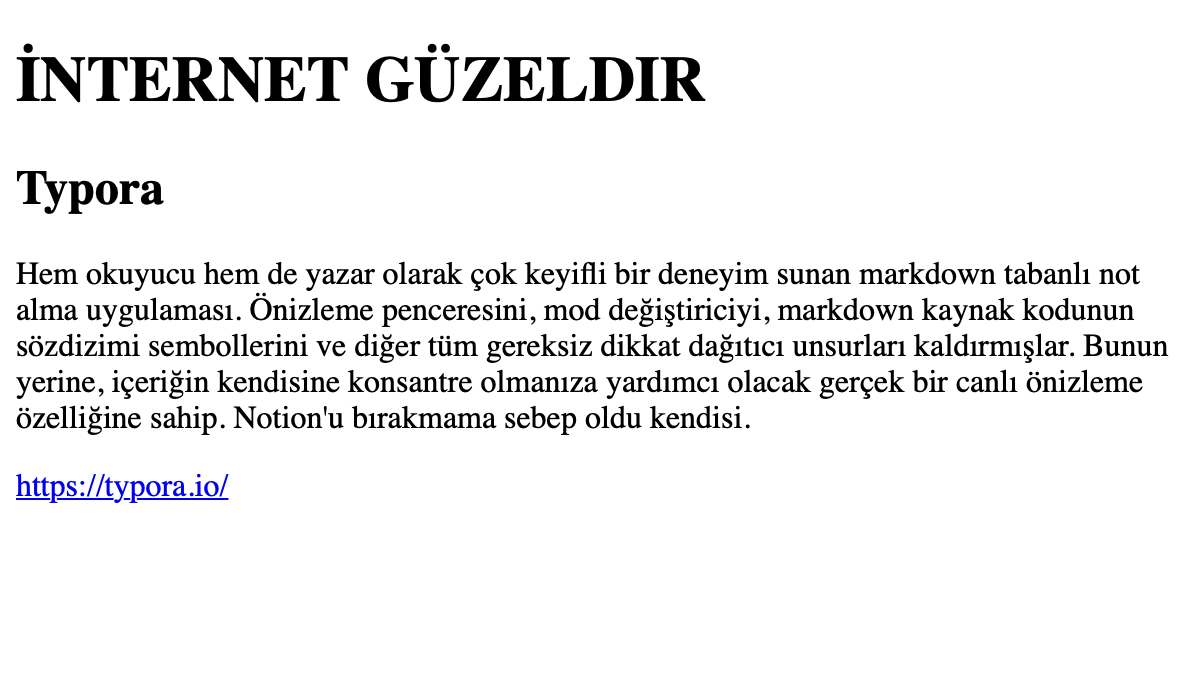 İNTERNET GÜZELDIR
Typora
Hem okuyucu hem de yazar olarak çok keyifli bir deneyim sunan markdown tabanlı not
alma uygulaması. Önizleme penceresini, mod değiştiriciyi, markdown kaynak kodunun
sözdizimi sembollerini ve diğer tüm gereksiz dikkat dağıtıcı unsurları kaldırmışlar. Bunun
yerine, içeriğin kendisine konsantre olmanıza yardımcı olacak gerçek bir canlı önizleme
özelliğine sahip. Notion'u bırakmama sebep oldu kendisi.
https://typora.io/